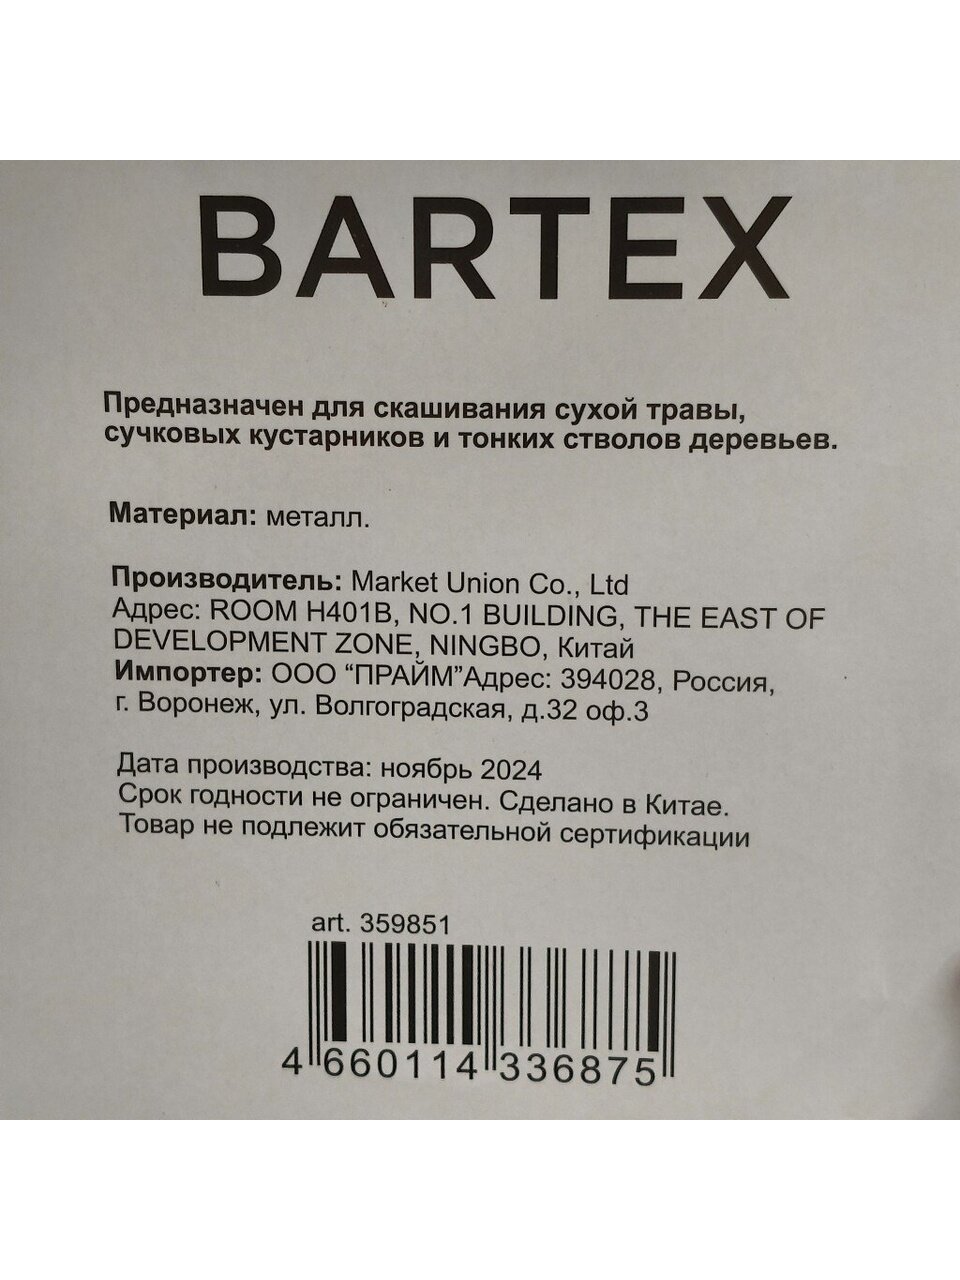 BARTEX
Предназначен для скашивания сухой травы,
сучковых кустарников и тонких стволов деревьев.
Материал: металл.
Производитель: Market Union Co., Ltd
Адрес: ROOM H401B, NO.1 BUILDING, THE EAST OF
DEVELOPMENT ZONE, NINGBO, Китай
Импортер: ООО “ПРАЙМ”Адрес: 394028, Россия,
г. Воронеж, ул. Волгоградская, д.32 оф.3
Дата производства: ноябрь 2024
Срок годности не ограничен. Сделано в Китае.
Товар не подлежит обязательной сертификации
art. 359851
4 660114 336875